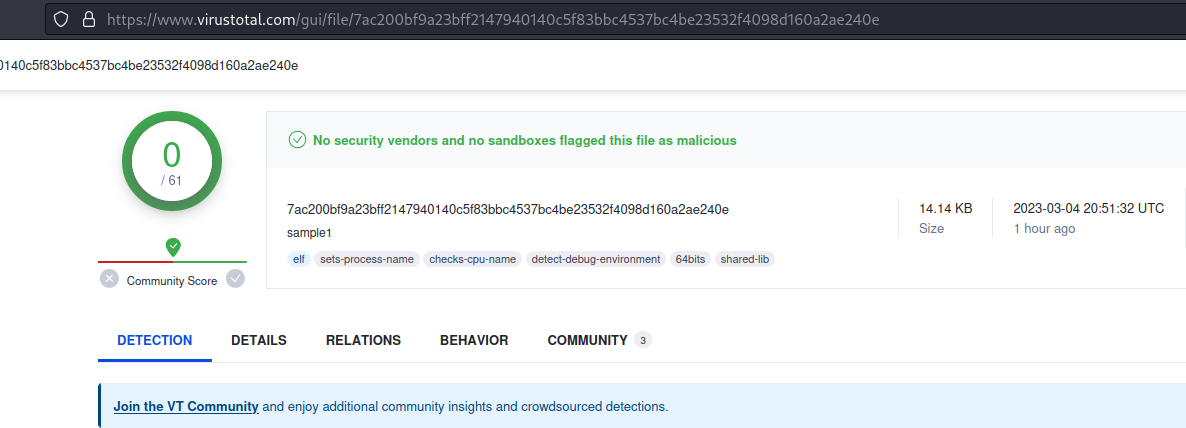 https://www.virustotal.com/gui/file/7ac200bf9a23bff2147940140c5f83bbc4537bc4be23532f4098d160a2ae240e
0140c5f83bbc4537bc4be23532f4098d160a2ae240e
0
/ 61
Community Score
No security vendors and no sandboxes flagged this file as malicious
7ac200bf9a23bff2147940140c5f83bbc4537bc4be23532f4098d160a2ae240e
sample1
elf sets-process-name checks-cpu-name detect-debug-environment 64bits shared-lib
14.14 KB
Size
2023-03-04 20:51:32 UTC
1 hour ago
DETECTION DETAILS RELATIONS BEHAVIOR COMMUNITY 3
Join the VT Community and enjoy additional community insights and crowdsourced detections.